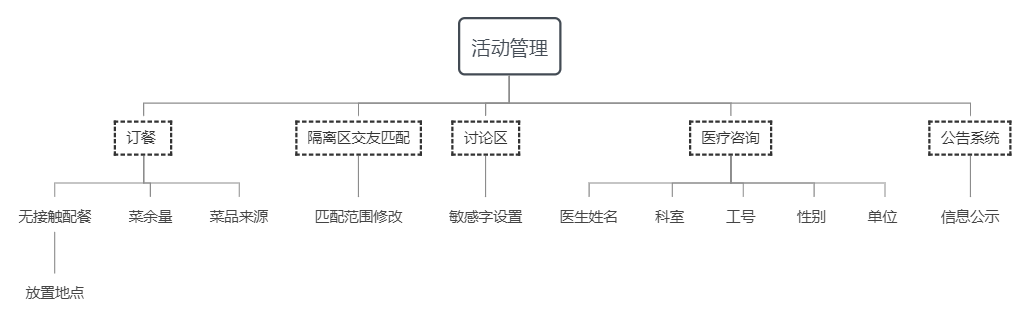 活动管理
订餐
隔离区交友匹配
讨论区
医疗咨询
公告系统
无接触配餐
菜余量
菜品来源
匹配范围修改
敏感字设置
医生姓名
科室
工号
性别
单位
信息公示
放置地点